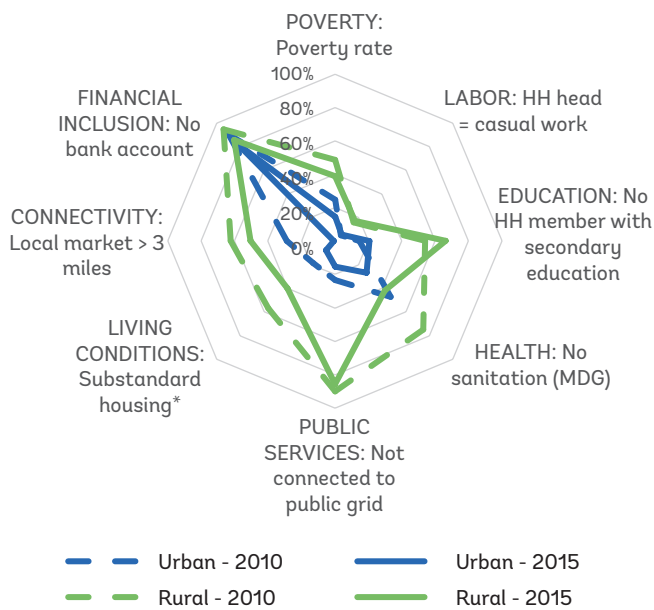 POVERTY:
Poverty rate
100%
80%
60%
40%
20%
0%
LABOR: HH head
= casual work
EDUCATION: No
HH member with
secondary
education
HEALTH: No
sanitation (MDG)
PUBLIC
SERVICES: Not
connected to
public grid
LIVING
CONDITIONS:
Substandard
housing*
CONNECTIVITY:
Local market > 3
miles
FINANCIAL
INCLUSION: No
bank account
Urban - 2010
Urban - 2015
Rural - 2010
Rural - 2015